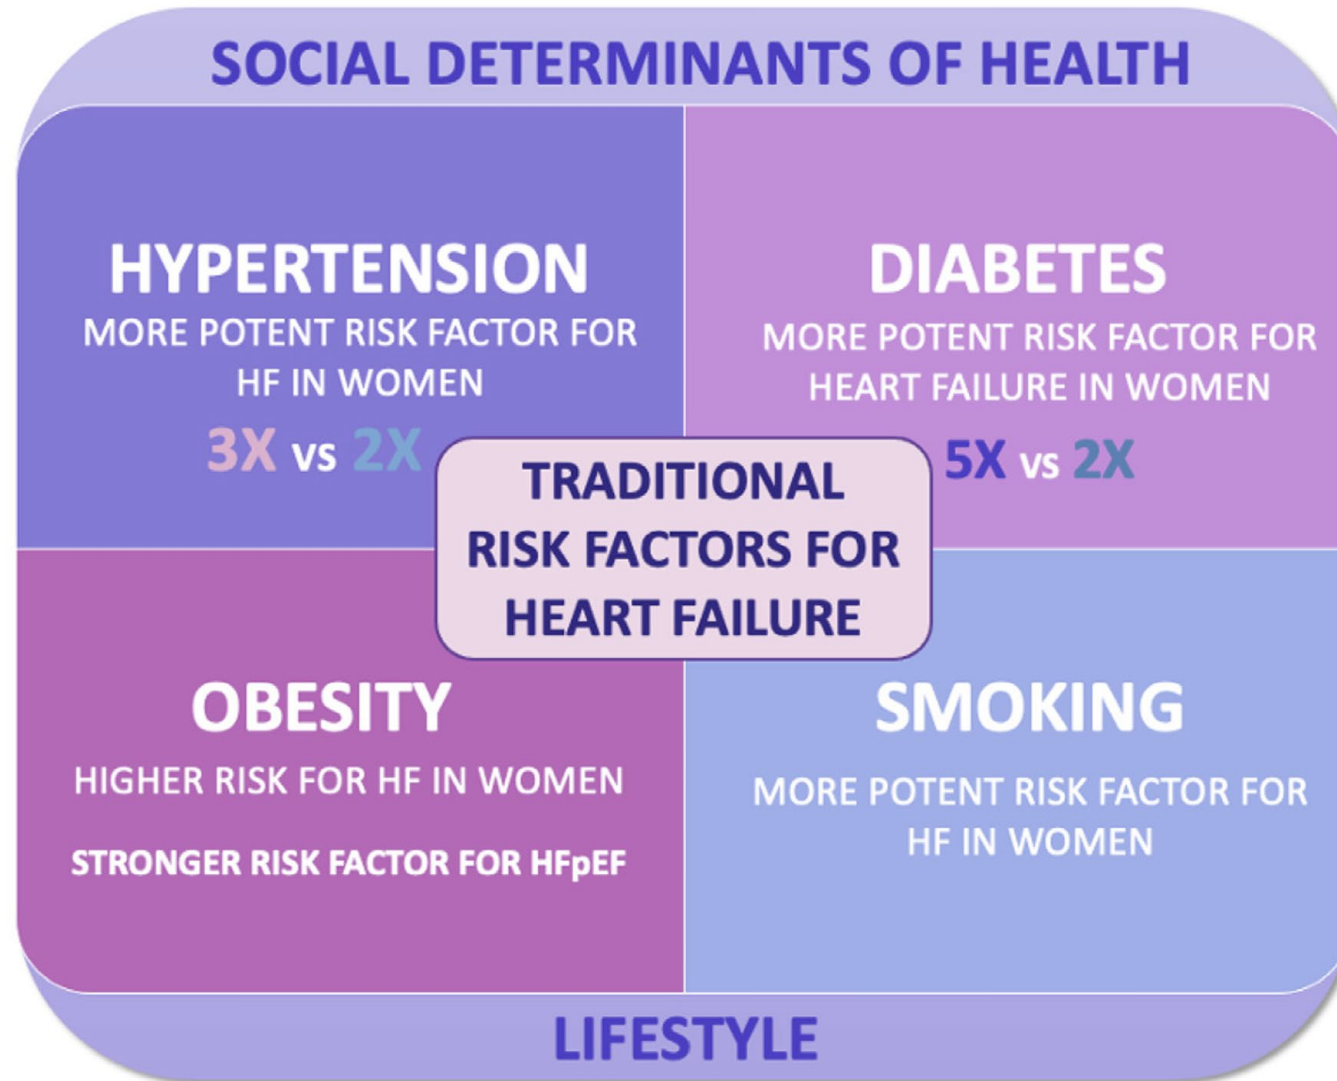 SOCIAL DETERMINANTS OF HEALTH
HYPERTENSION
MORE POTENT RISK FACTOR FOR
HF IN WOMEN
3X vs 2X
DIABETES
MORE POTENT RISK FACTOR FOR
HEART FAILURE IN WOMEN
5X vs 2X
TRADITIONAL
RISK FACTORS FOR
HEART FAILURE
OBESITY
HIGHER RISK FOR HF IN WOMEN
STRONGER RISK FACTOR FOR HFpEF
SMOKING
MORE POTENT RISK FACTOR FOR
HF IN WOMEN
LIFESTYLE